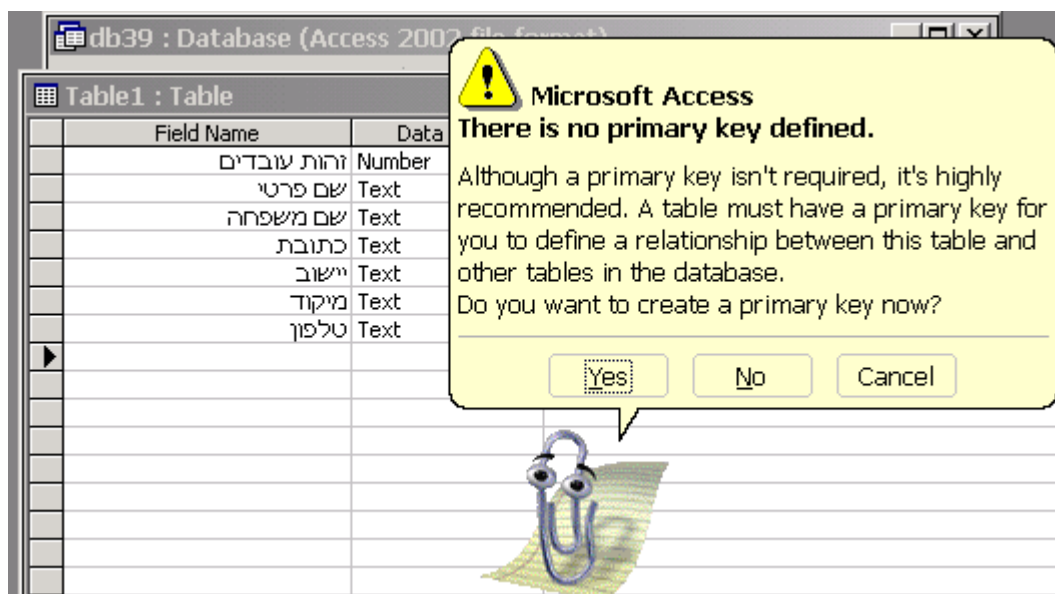 db39 : Database (Access 2002 file format)
Table1 : Table
Field Name Data
זהות עובדים Number
שם פרטי Text
שם משפחה Text
כתובת Text
יישוב Text
מיקוד Text
טלפון Text
Microsoft Access
There is no primary key defined.
Although a primary key isn't required, it's highly
recommended. A table must have a primary key for
you to define a relationship between this table and
other tables in the database.
Do you want to create a primary key now?
Yes No Cancel